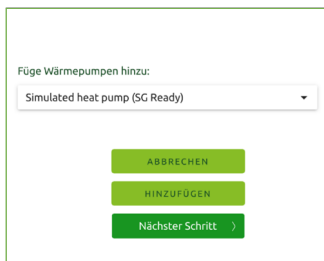 Füge Wärmepumpen hinzu:
Simulated heat pump (SG Ready)
ABBRECHEN
HINZUFÜGEN
Nächster Schritt